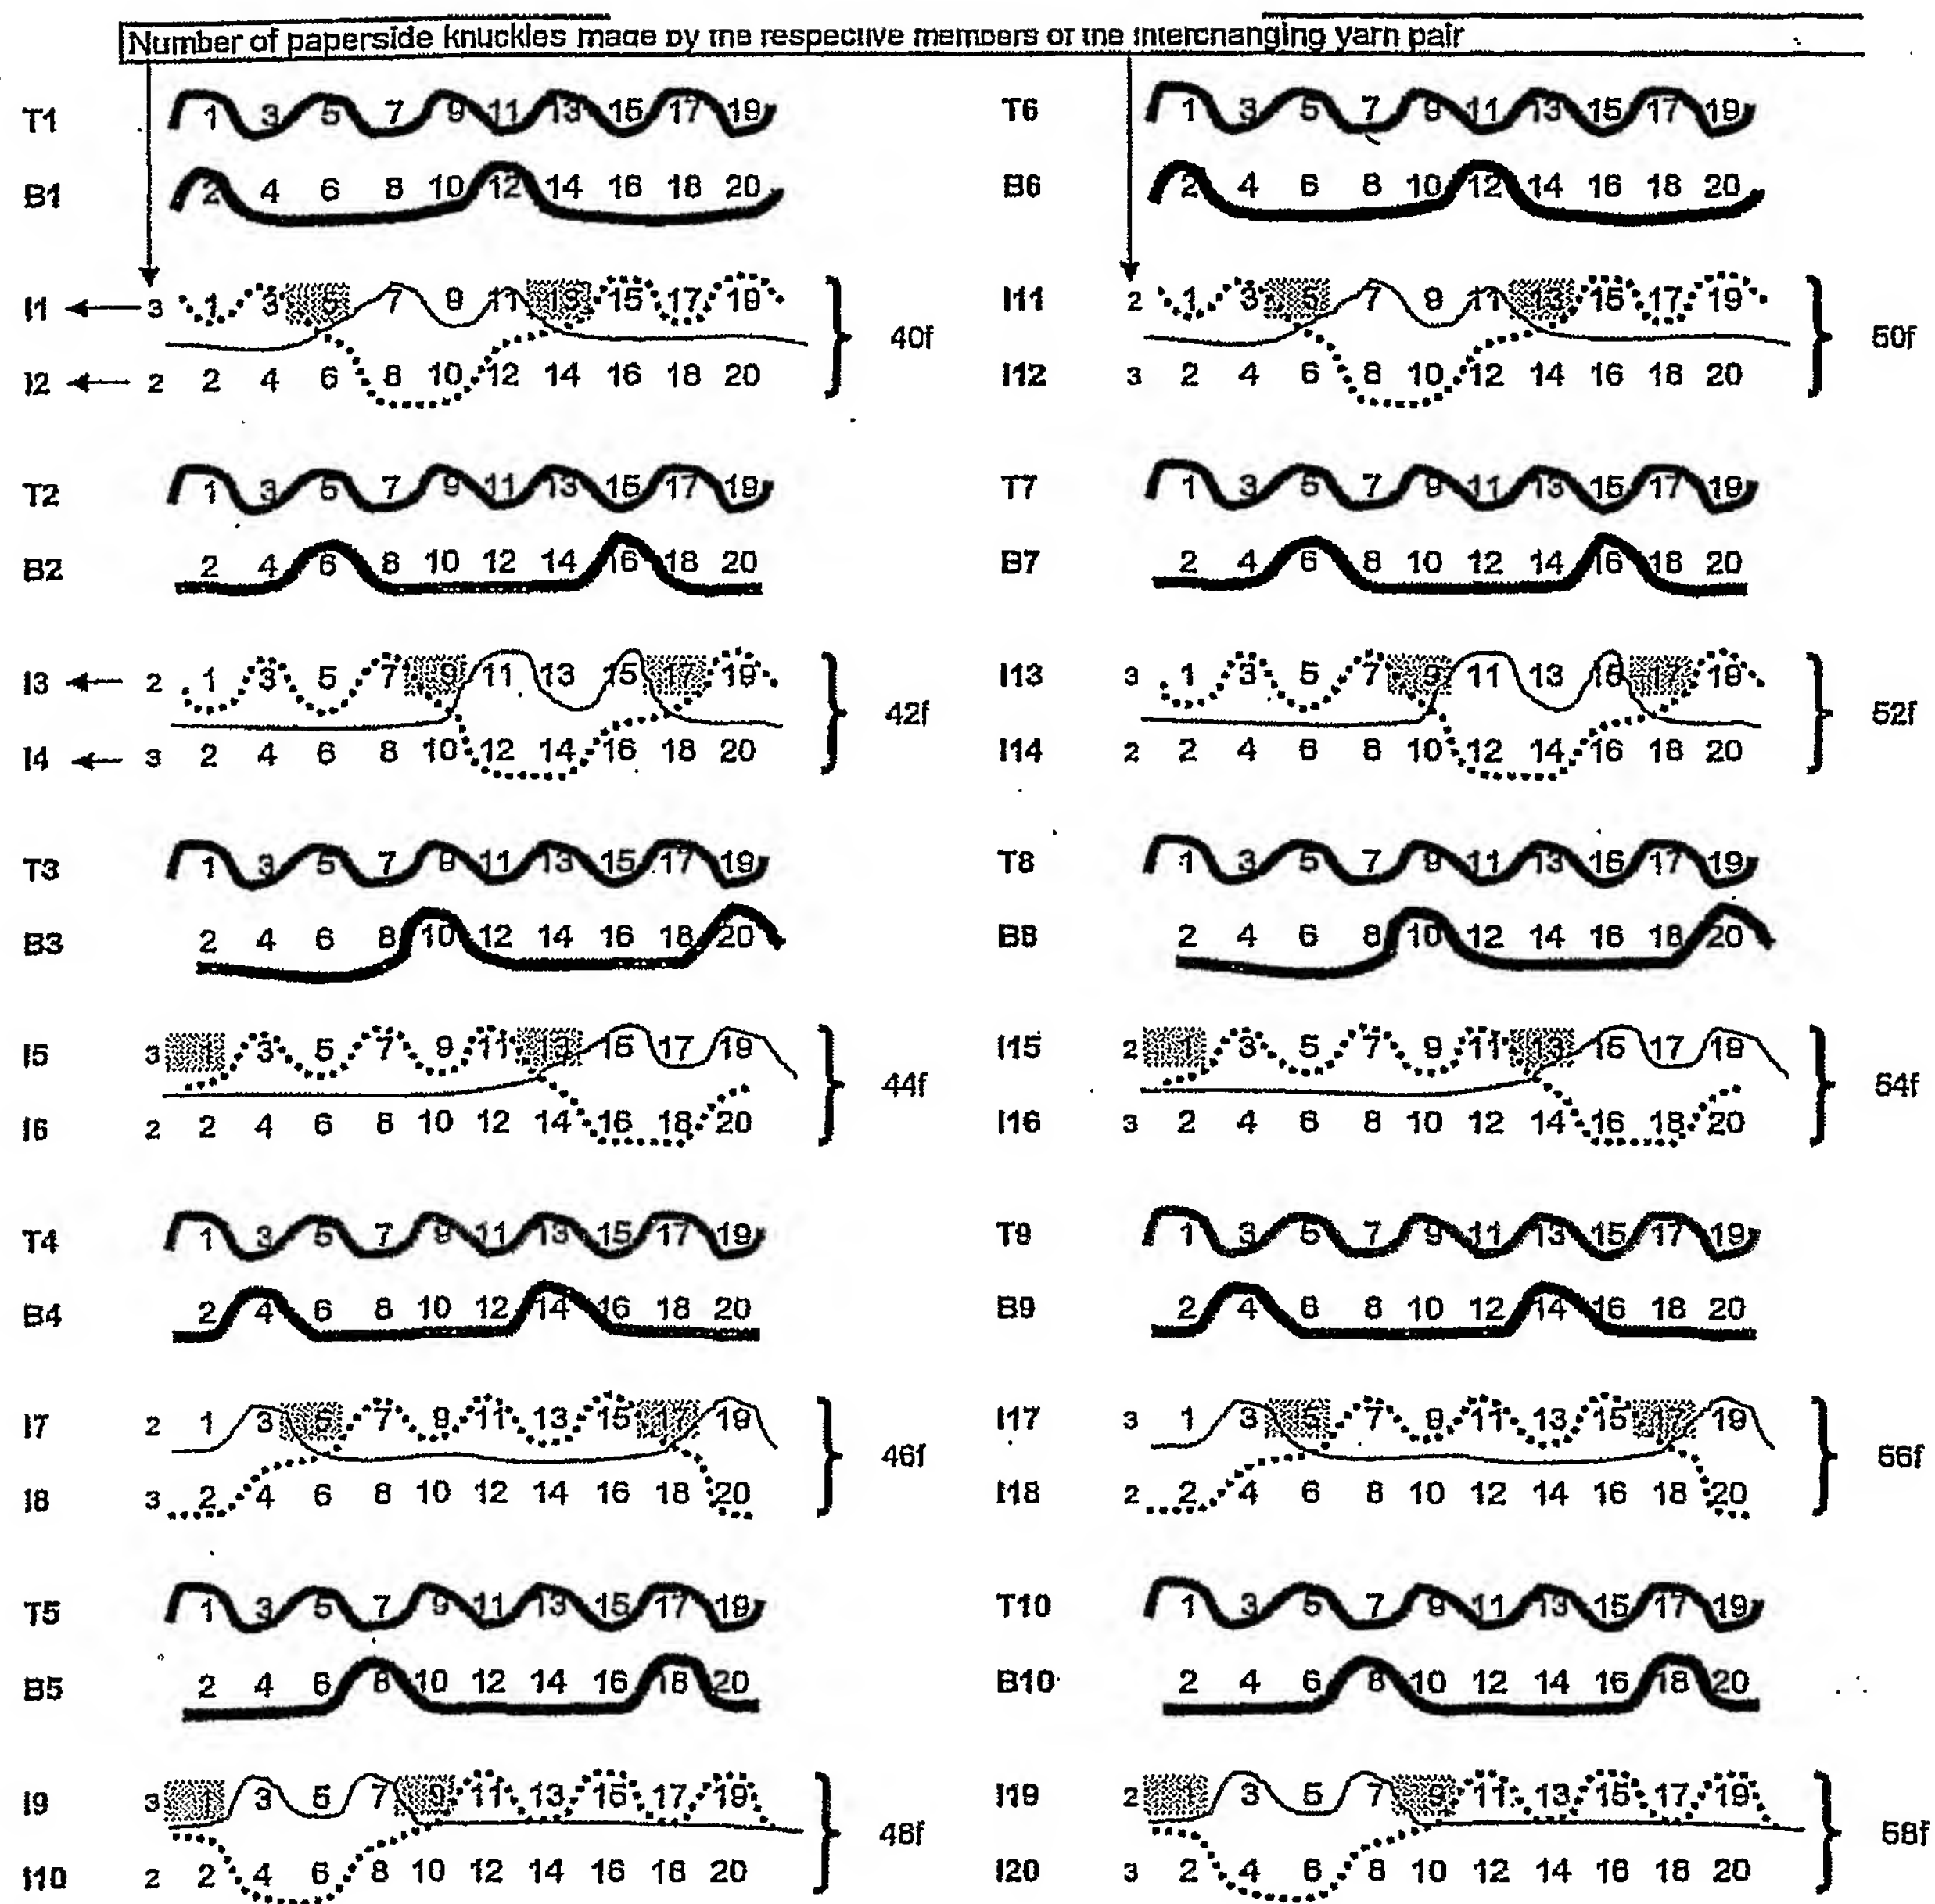 Number of paperside knuckles made by the respective members of the interchanging yarn pair
T1 1 3 5 7 9 11 13 15 17 19
B1 2 4 6 8 10 12 14 16 18 20
I1 3 1 3 5 7 9 11 13 15 17 19
40f
I2 2 2 4 6 8 10 12 14 16 18 20
T2 1 3 5 7 9 11 13 15 17 19
B2 2 4 6 8 10 12 14 16 18 20
I3 2 1 3 5 7 9 11 13 15 17 19
42f
I4 3 2 4 6 8 10 12 14 16 18 20
T3 1 3 5 7 9 11 13 15 17 19
B3 2 4 6 8 10 12 14 16 18 20
I5 3 1 3 5 7 9 11 13 15 17 19
44f
I6 2 2 4 6 8 10 12 14 16 18 20
T4 1 3 5 7 9 11 13 15 17 19
B4 2 4 6 8 10 12 14 16 18 20
I7 2 1 3 5 7 9 11 13 15 17 19
46f
I8 3 2 4 6 8 10 12 14 16 18 20
T5 1 3 5 7 9 11 13 15 17 19
B5 2 4 6 8 10 12 14 16 18 20
I9 3 1 3 5 7 9 11 13 15 17 19
48f
I10 2 2 4 6 8 10 12 14 16 18 20
T6 1 3 5 7 9 11 13 15 17 19
B6 2 4 6 8 10 12 14 16 18 20
I11 2 1 3 5 7 9 11 13 15 17 19
50f
I12 3 2 4 6 8 10 12 14 16 18 20
T7 1 3 5 7 9 11 13 15 17 19
B7 2 4 6 8 10 12 14 16 18 20
I13 3 1 3 5 7 9 11 13 15 17 19
52f
I14 2 2 4 6 8 10 12 14 16 18 20
T8 1 3 5 7 9 11 13 15 17 19
B8 2 4 6 8 10 12 14 16 18 20
I15 2 1 3 5 7 9 11 13 15 17 19
54f
I16 3 2 4 6 8 10 12 14 16 18 20
T9 1 3 5 7 9 11 13 15 17 19
B9 2 4 6 8 10 12 14 16 18 20
I17 3 1 3 5 7 9 11 13 15 17 19
56f
I18 2 2 4 6 8 10 12 14 16 18 20
T10 1 3 5 7 9 11 13 15 17 19
B10 2 4 6 8 10 12 14 16 18 20
I19 2 1 3 5 7 9 11 13 15 17 19
58f
I20 3 2 4 6 8 10 12 14 16 18 20